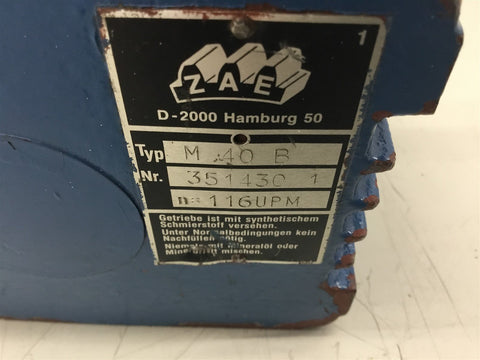 1
ZAE
D-2000 Hamburg 50
Typ M 40 B
Nr. 351430 1
n= 116UPM
Getriebe ist mit synthetischem
Schmierstoff versehen.
Unter Normalbedingungen kein
Nachfüllen nötig.
Niemals mit Mineralöl oder
Mineralfett mischen.